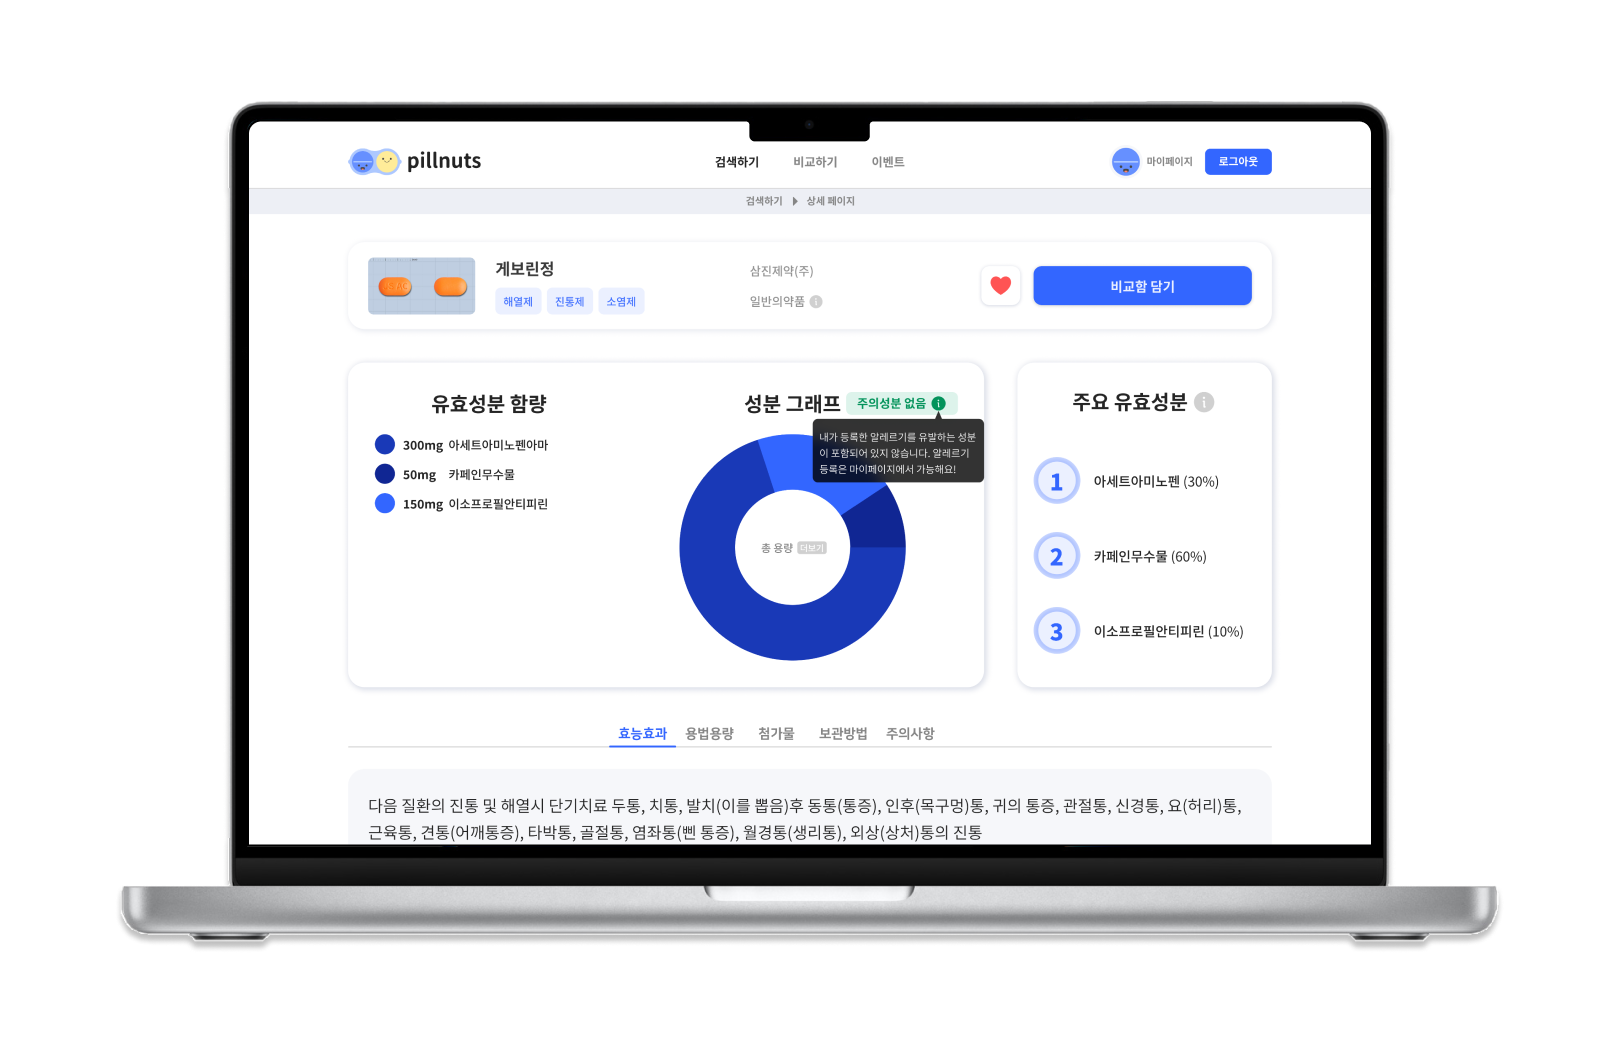 pillnuts
검색하기 비교하기 이벤트
마이페이지 로그아웃
검색하기 상세 페이지
게보린정
해열제 진통제 소염제
삼진제약(주)
일반의약품
비교함 담기
유효성분 함량
300mg 아세트아미노펜아마
50mg 카페인무수물
150mg 이소프로필안티피린
성분 그래프 주의성분 없음
내가 등록한 알레르기를 유발하는 성분
이 포함되어 있지 않습니다. 알레르기
등록은 마이페이지에서 가능해요!
총 용량 더보기
주요 유효성분
1 아세트아미노펜 (30%)
2 카페인무수물 (60%)
3 이소프로필안티피린 (10%)
효능효과 용법용량 첨가물 보관방법 주의사항
다음 질환의 진통 및 해열시 단기치료 두통, 치통, 발치(이를 뽑음)후 동통(통증), 인후(목구멍)통, 귀의 통증, 관절통, 신경통, 요(허리)통,
근육통, 견통(어깨통증), 타박통, 골절통, 염좌통(삔 통증), 월경통(생리통), 외상(상처)통의 진통